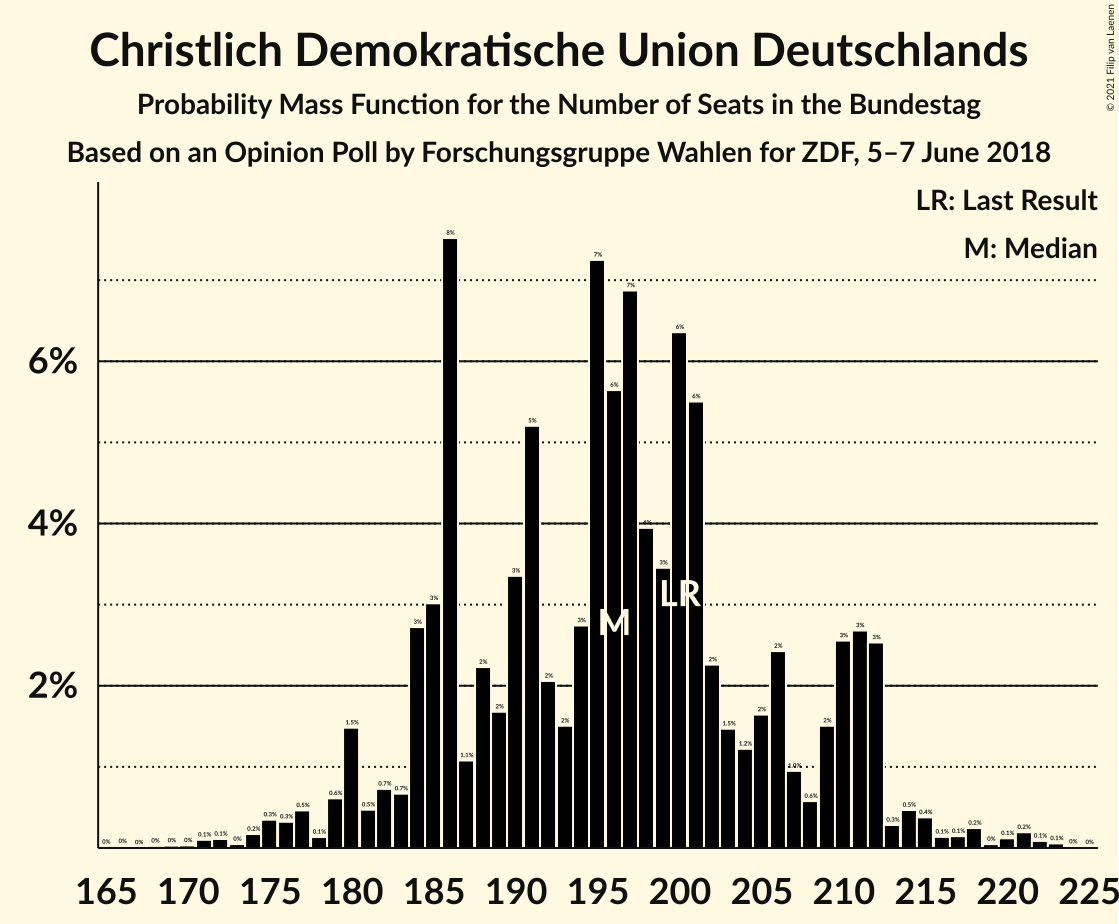 Christlich Demokratische Union Deutschlands
Probability Mass Function for the Number of Seats in the Bundestag
Based on an Opinion Poll by Forschungsgruppe Wahlen for ZDF, 5–7 June 2018
© 2021 Filip van Laenen
LR: Last Result
M: Median
6%
4%
2%
0% 0% 0% 0% 0% 0% 0.1% 0.1% 0% 0.2% 0.3% 0.3% 0.5% 0.1% 0.6% 1.5% 0.5% 0.7% 0.7% 3% 3% 8% 1.1% 2% 2% 3% 5% 2% 2% 3% 7% 6% 7% 4% 3% 6% 6% 2% 1.5% 1.2% 2% 2% 1.0% 0.6% 2% 3% 3% 3% 0.3% 0.5% 0.4% 0.1% 0.1% 0.2% 0% 0.1% 0.2% 0.1% 0.1% 0% 0%
M
LR
165 170 175 180 185 190 195 200 205 210 215 220 225